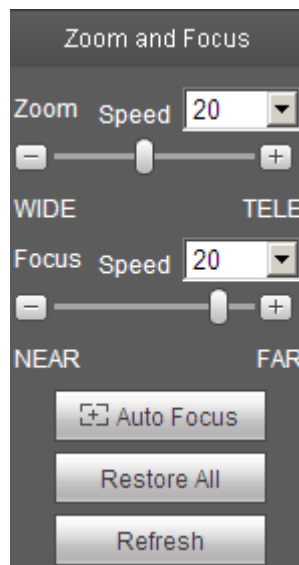 Zoom and Focus
Zoom Speed 20
WIDE TELE
Focus Speed 20
NEAR FAR
Auto Focus
Restore All
Refresh